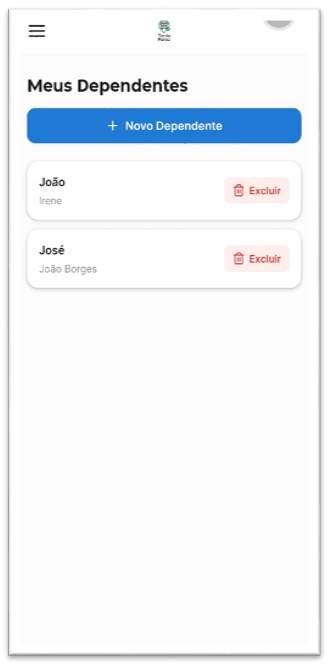 Meus Dependentes
+ Novo Dependente
João
Irene
Excluir
José
João Borges
Excluir